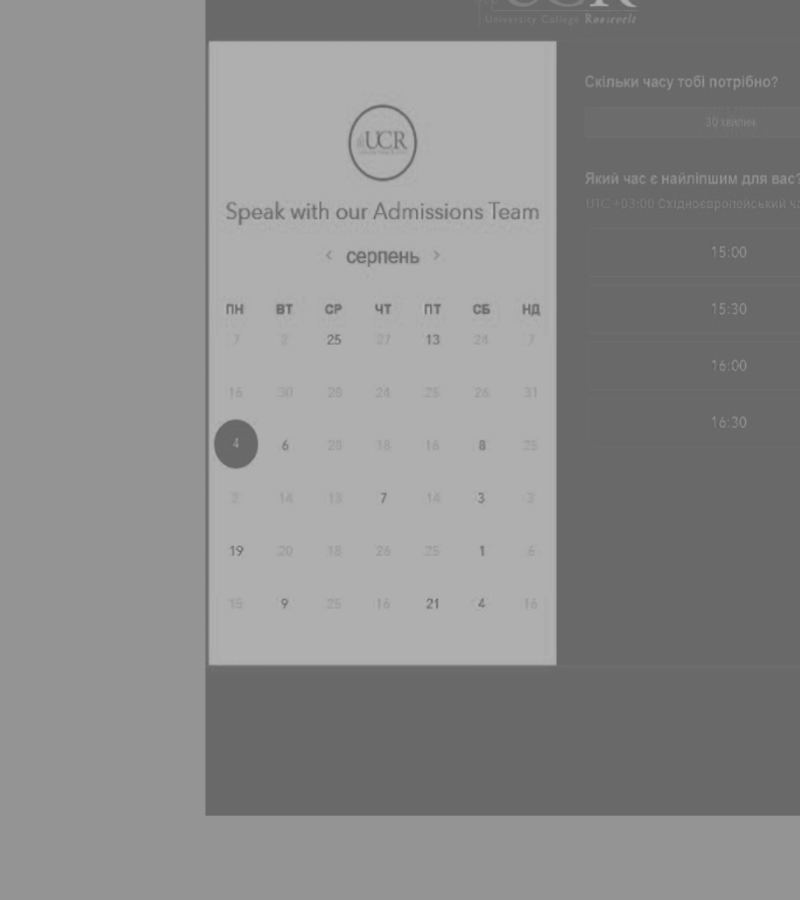 UCR
University College Roosevelt
UCR
Speak with our Admissions Team
‹ серпень ›
ПН ВТ СР ЧТ ПТ СБ НД
7 2 25 27 13 24 7
16 30 28 24 25 26 31
4 6 20 18 16 8 25
2 14 13 7 14 3 3
19 20 18 26 25 1 6
15 9 25 16 21 4 16
Скільки часу тобі потрібно?
30 хвилин
Який час є найліпшим для вас?
UTC +03:00 Східноєвропейський ча
15:00
15:30
16:00
16:30